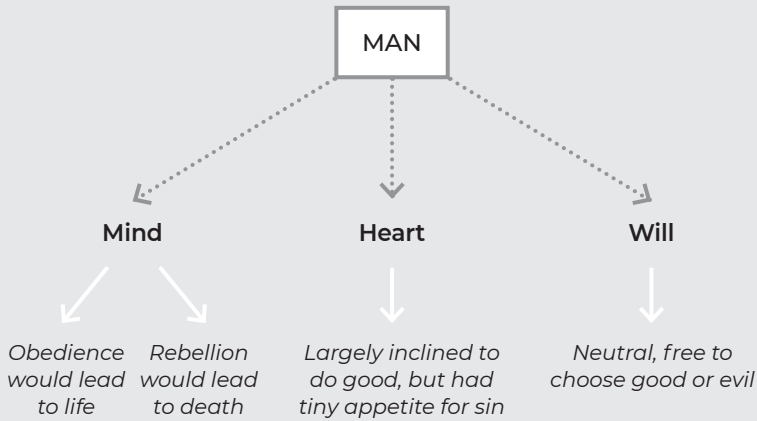 MAN
Mind
Heart
Will
Obedience
would lead
to life
Rebellion
would lead
to death
Largely inclined to
do good, but had
tiny appetite for sin
Neutral, free to
choose good or evil